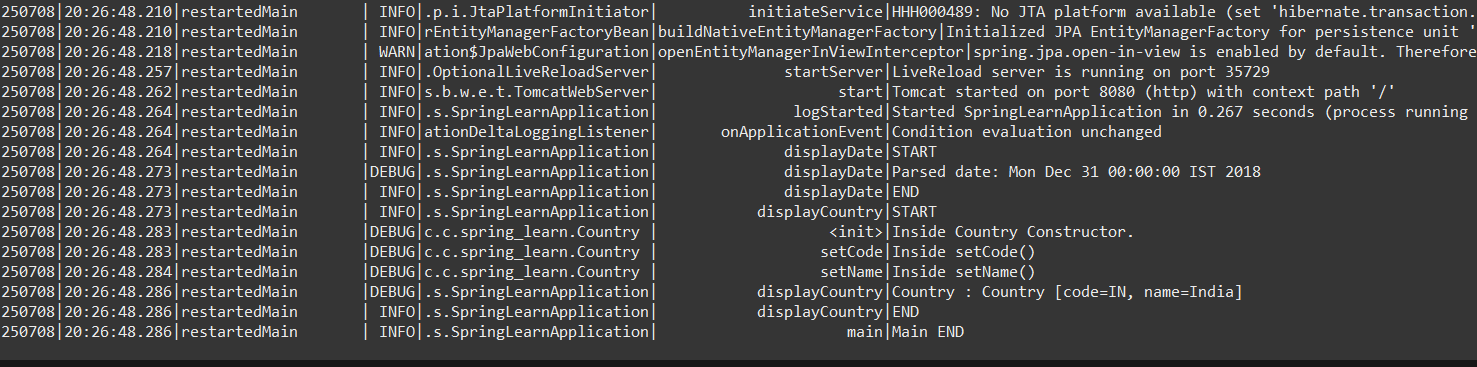 250708|20:26:48.210|restartedMain       | INFO|.p.i.JtaPlatformInitiator|          initiateService|HHH000489: No JTA platform available (set 'hibernate.transaction.
250708|20:26:48.210|restartedMain       | INFO|rEntityManagerFactoryBean|buildNativeEntityManagerFactory|Initialized JPA EntityManagerFactory for persistence unit '
250708|20:26:48.218|restartedMain       | WARN|ation$JpaWebConfiguration|openEntityManagerInViewInterceptor|spring.jpa.open-in-view is enabled by default. Therefore
250708|20:26:48.257|restartedMain       | INFO|.OptionalLiveReloadServer|              startServer|LiveReload server is running on port 35729
250708|20:26:48.262|restartedMain       | INFO|s.b.w.e.t.TomcatWebServer|                    start|Tomcat started on port 8080 (http) with context path '/'
250708|20:26:48.264|restartedMain       | INFO|.s.SpringLearnApplication|               logStarted|Started SpringLearnApplication in 0.267 seconds (process running
250708|20:26:48.264|restartedMain       | INFO|ationDeltaLoggingListener|       onApplicationEvent|Condition evaluation unchanged
250708|20:26:48.264|restartedMain       | INFO|.s.SpringLearnApplication|              displayDate|START
250708|20:26:48.273|restartedMain       |DEBUG|.s.SpringLearnApplication|              displayDate|Parsed date: Mon Dec 31 00:00:00 IST 2018
250708|20:26:48.273|restartedMain       | INFO|.s.SpringLearnApplication|              displayDate|END
250708|20:26:48.273|restartedMain       | INFO|.s.SpringLearnApplication|           displayCountry|START
250708|20:26:48.283|restartedMain       |DEBUG|c.c.spring_learn.Country |                   <init>|Inside Country Constructor.
250708|20:26:48.283|restartedMain       |DEBUG|c.c.spring_learn.Country |                  setCode|Inside setCode()
250708|20:26:48.284|restartedMain       |DEBUG|c.c.spring_learn.Country |                  setName|Inside setName()
250708|20:26:48.286|restartedMain       |DEBUG|.s.SpringLearnApplication|           displayCountry|Country : Country [code=IN, name=India]
250708|20:26:48.286|restartedMain       | INFO|.s.SpringLearnApplication|           displayCountry|END
250708|20:26:48.286|restartedMain       | INFO|.s.SpringLearnApplication|                     main|Main END